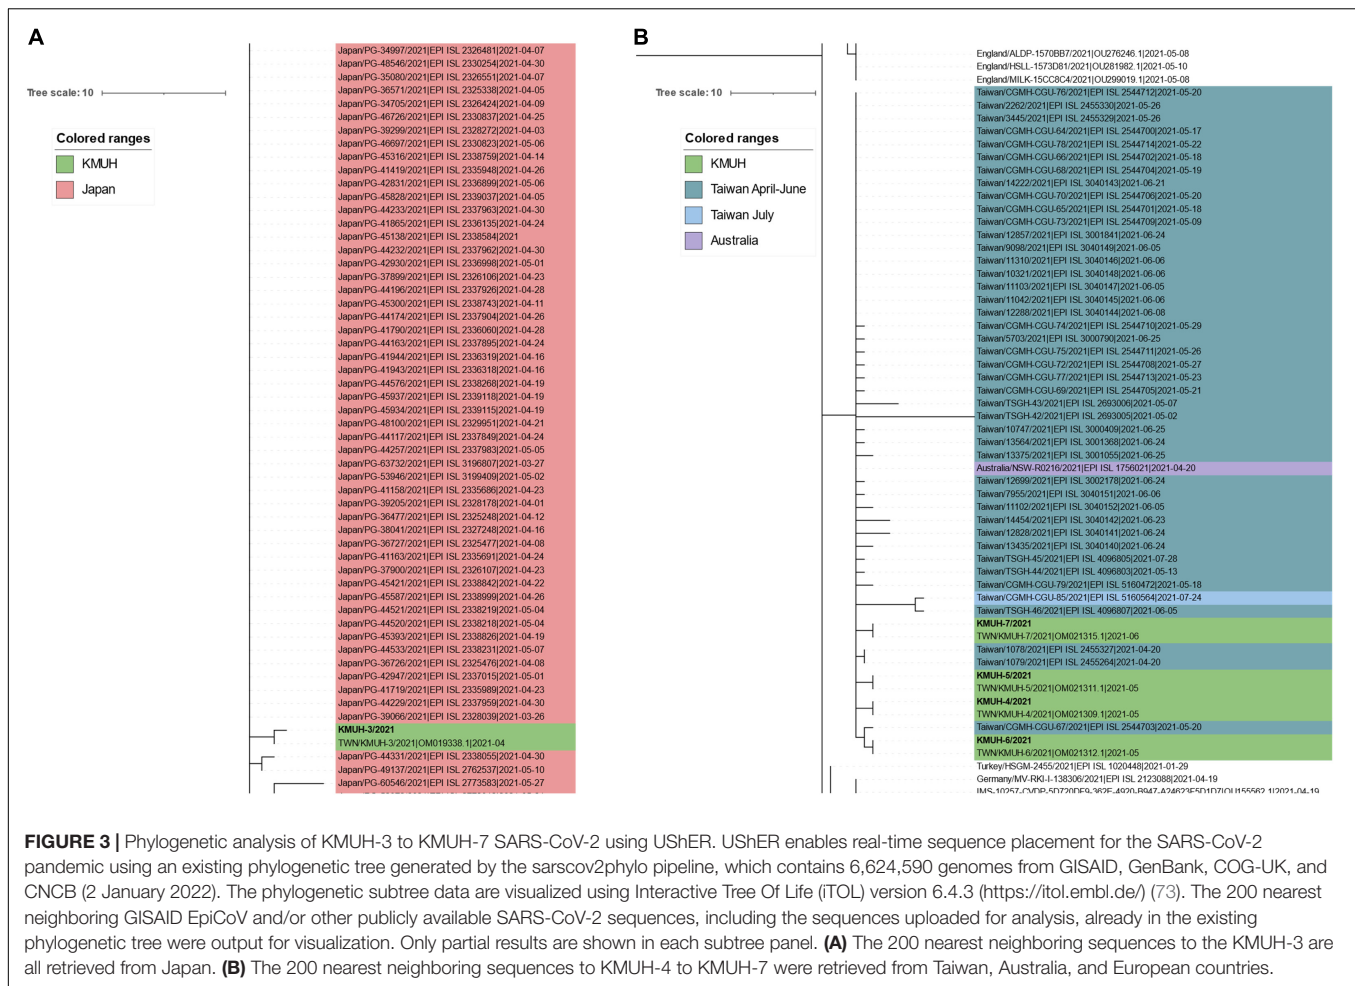 A
Tree scale: 10
Colored ranges
KMUH
Japan
Japan/PG-34997/2021|EPI ISL 2326481|2021-04-07
Japan/PG-48546/2021|EPI ISL 2330254|2021-04-30
Japan/PG-35080/2021|EPI ISL 2326551|2021-04-07
Japan/PG-36571/2021|EPI ISL 2325338|2021-04-05
Japan/PG-34705/2021|EPI ISL 2326424|2021-04-09
Japan/PG-46726/2021|EPI ISL 2330837|2021-04-25
Japan/PG-39299/2021|EPI ISL 2328272|2021-04-03
Japan/PG-46697/2021|EPI ISL 2330823|2021-05-06
Japan/PG-45316/2021|EPI ISL 2338759|2021-04-14
Japan/PG-41419/2021|EPI ISL 2335948|2021-04-26
Japan/PG-42831/2021|EPI ISL 2336899|2021-05-06
Japan/PG-45828/2021|EPI ISL 2339037|2021-04-05
Japan/PG-44233/2021|EPI ISL 2337963|2021-04-30
Japan/PG-41865/2021|EPI ISL 2336135|2021-04-24
Japan/PG-45138/2021|EPI ISL 2338584|2021
Japan/PG-44232/2021|EPI ISL 2337962|2021-04-30
Japan/PG-42930/2021|EPI ISL 2336998|2021-05-01
Japan/PG-37899/2021|EPI ISL 2326106|2021-04-23
Japan/PG-44196/2021|EPI ISL 2337926|2021-04-28
Japan/PG-45300/2021|EPI ISL 2338743|2021-04-11
Japan/PG-44174/2021|EPI ISL 2337904|2021-04-26
Japan/PG-41790/2021|EPI ISL 2336060|2021-04-28
Japan/PG-44163/2021|EPI ISL 2337895|2021-04-24
Japan/PG-41944/2021|EPI ISL 2336319|2021-04-16
Japan/PG-41943/2021|EPI ISL 2336318|2021-04-16
Japan/PG-44576/2021|EPI ISL 2338268|2021-04-19
Japan/PG-45937/2021|EPI ISL 2339118|2021-04-19
Japan/PG-45934/2021|EPI ISL 2339115|2021-04-19
Japan/PG-48100/2021|EPI ISL 2329951|2021-04-21
Japan/PG-44117/2021|EPI ISL 2337849|2021-04-24
Japan/PG-44257/2021|EPI ISL 2337983|2021-05-05
Japan/PG-63732/2021|EPI ISL 3196807|2021-03-27
Japan/PG-53946/2021|EPI ISL 3199409|2021-05-02
Japan/PG-41158/2021|EPI ISL 2335686|2021-04-23
Japan/PG-39205/2021|EPI ISL 2328178|2021-04-01
Japan/PG-36477/2021|EPI ISL 2325248|2021-04-12
Japan/PG-38041/2021|EPI ISL 2327248|2021-04-16
Japan/PG-36727/2021|EPI ISL 2325477|2021-04-08
Japan/PG-41163/2021|EPI ISL 2335691|2021-04-24
Japan/PG-37900/2021|EPI ISL 2326107|2021-04-23
Japan/PG-45421/2021|EPI ISL 2338842|2021-04-22
Japan/PG-45587/2021|EPI ISL 2338999|2021-04-26
Japan/PG-44521/2021|EPI ISL 2338219|2021-05-04
Japan/PG-44520/2021|EPI ISL 2338218|2021-05-04
Japan/PG-45393/2021|EPI ISL 2338826|2021-04-19
Japan/PG-44533/2021|EPI ISL 2338231|2021-05-07
Japan/PG-36726/2021|EPI ISL 2325476|2021-04-08
Japan/PG-42947/2021|EPI ISL 2337015|2021-05-01
Japan/PG-41719/2021|EPI ISL 2335989|2021-04-23
Japan/PG-44229/2021|EPI ISL 2337959|2021-04-30
Japan/PG-39066/2021|EPI ISL 2328039|2021-03-26
KMUH-3/2021
TWN/KMUH-3/2021|OM019338.1|2021-04
Japan/PG-44331/2021|EPI ISL 2338055|2021-04-30
Japan/PG-49137/2021|EPI ISL 2762537|2021-05-10
Japan/PG-60546/2021|EPI ISL 2773583|2021-05-27
B
Tree scale: 10
Colored ranges
KMUH
Taiwan April-June
Taiwan July
Australia
England/ALDP-1570BB7/2021|OU276246.1|2021-05-08
England/HSLL-1573D81/2021|OU281982.1|2021-05-10
England/MILK-15CC8C4/2021|OU299019.1|2021-05-08
Taiwan/CGMH-CGU-76/2021|EPI ISL 2544712|2021-05-20
Taiwan/2262/2021|EPI ISL 2455330|2021-05-26
Taiwan/3445/2021|EPI ISL 2455329|2021-05-26
Taiwan/CGMH-CGU-64/2021|EPI ISL 2544700|2021-05-17
Taiwan/CGMH-CGU-78/2021|EPI ISL 2544714|2021-05-22
Taiwan/CGMH-CGU-66/2021|EPI ISL 2544702|2021-05-18
Taiwan/CGMH-CGU-68/2021|EPI ISL 2544704|2021-05-19
Taiwan/14222/2021|EPI ISL 3040143|2021-06-21
Taiwan/CGMH-CGU-70/2021|EPI ISL 2544706|2021-05-20
Taiwan/CGMH-CGU-65/2021|EPI ISL 2544701|2021-05-18
Taiwan/CGMH-CGU-73/2021|EPI ISL 2544709|2021-05-09
Taiwan/12857/2021|EPI ISL 3001841|2021-06-24
Taiwan/9098/2021|EPI ISL 3040149|2021-06-05
Taiwan/11310/2021|EPI ISL 3040146|2021-06-06
Taiwan/10321/2021|EPI ISL 3040148|2021-06-06
Taiwan/11103/2021|EPI ISL 3040147|2021-06-05
Taiwan/11042/2021|EPI ISL 3040145|2021-06-06
Taiwan/12288/2021|EPI ISL 3040144|2021-06-08
Taiwan/CGMH-CGU-74/2021|EPI ISL 2544710|2021-05-29
Taiwan/5703/2021|EPI ISL 3000790|2021-06-25
Taiwan/CGMH-CGU-75/2021|EPI ISL 2544711|2021-05-26
Taiwan/CGMH-CGU-72/2021|EPI ISL 2544708|2021-05-27
Taiwan/CGMH-CGU-77/2021|EPI ISL 2544713|2021-05-23
Taiwan/CGMH-CGU-69/2021|EPI ISL 2544705|2021-05-21
Taiwan/TSGH-43/2021|EPI ISL 2693006|2021-05-07
Taiwan/TSGH-42/2021|EPI ISL 2693005|2021-05-02
Taiwan/10747/2021|EPI ISL 3000409|2021-06-25
Taiwan/13564/2021|EPI ISL 3001368|2021-06-24
Taiwan/13375/2021|EPI ISL 3001055|2021-06-25
Australia/NSW-R0216/2021|EPI ISL 1756021|2021-04-20
Taiwan/12699/2021|EPI ISL 3002178|2021-06-24
Taiwan/7955/2021|EPI ISL 3040151|2021-06-06
Taiwan/11102/2021|EPI ISL 3040152|2021-06-05
Taiwan/14454/2021|EPI ISL 3040142|2021-06-23
Taiwan/12828/2021|EPI ISL 3040141|2021-06-24
Taiwan/13435/2021|EPI ISL 3040140|2021-06-24
Taiwan/TSGH-45/2021|EPI ISL 4096805|2021-07-28
Taiwan/TSGH-44/2021|EPI ISL 4096803|2021-05-13
Taiwan/CGMH-CGU-79/2021|EPI ISL 5160472|2021-05-18
Taiwan/CGMH-CGU-85/2021|EPI ISL 5160564|2021-07-24
Taiwan/TSGH-46/2021|EPI ISL 4096807|2021-06-05
KMUH-7/2021
TWN/KMUH-7/2021|OM021315.1|2021-06
Taiwan/1078/2021|EPI ISL 2455327|2021-04-20
Taiwan/1079/2021|EPI ISL 2455264|2021-04-20
KMUH-5/2021
TWN/KMUH-5/2021|OM021311.1|2021-05
KMUH-4/2021
TWN/KMUH-4/2021|OM021309.1|2021-05
Taiwan/CGMH-CGU-67/2021|EPI ISL 2544703|2021-05-20
KMUH-6/2021
TWN/KMUH-6/2021|OM021312.1|2021-05
Turkey/HSGM-2455/2021|EPI ISL 1020448|2021-01-29
Germany/MV-RKI-I-138306/2021|EPI ISL 2123088|2021-04-19
FIGURE 3 | Phylogenetic analysis of KMUH-3 to KMUH-7 SARS-CoV-2 using UShER. UShER enables real-time sequence placement for the SARS-CoV-2
pandemic using an existing phylogenetic tree generated by the sarscov2phylo pipeline, which contains 6,624,590 genomes from GISAID, GenBank, COG-UK, and
CNCB (2 January 2022). The phylogenetic subtree data are visualized using Interactive Tree Of Life (iTOL) version 6.4.3 (https://itol.embl.de/) (73). The 200 nearest
neighboring GISAID EpiCoV and/or other publicly available SARS-CoV-2 sequences, including the sequences uploaded for analysis, already in the existing
phylogenetic tree were output for visualization. Only partial results are shown in each subtree panel. (A) The 200 nearest neighboring sequences to the KMUH-3 are
all retrieved from Japan. (B) The 200 nearest neighboring sequences to KMUH-4 to KMUH-7 were retrieved from Taiwan, Australia, and European countries.